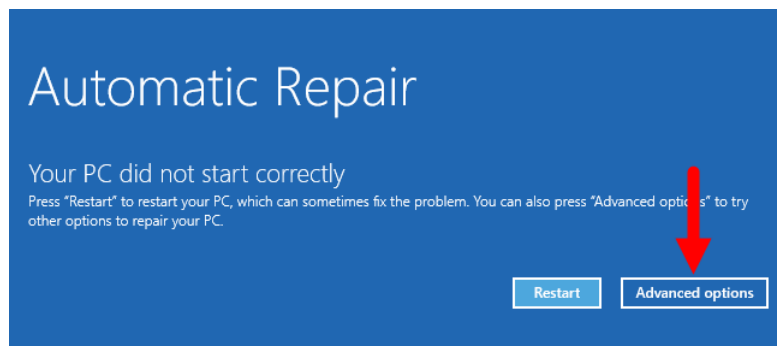 Automatic Repair
Your PC did not start correctly
Press "Restart" to restart your PC, which can sometimes fix the problem. You can also press "Advanced options" to try
other options to repair your PC.
Restart
Advanced options